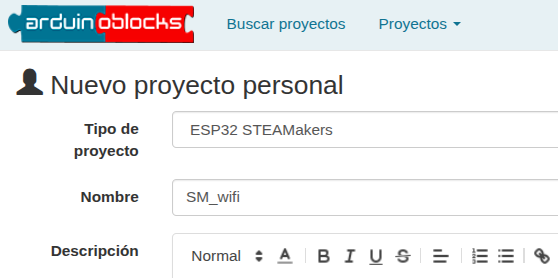 arduinoblocks Buscar proyectos Proyectos
Nuevo proyecto personal
Tipo de proyecto ESP32 STEAMakers
Nombre SM_wifi
Descripción Normal A B I U S